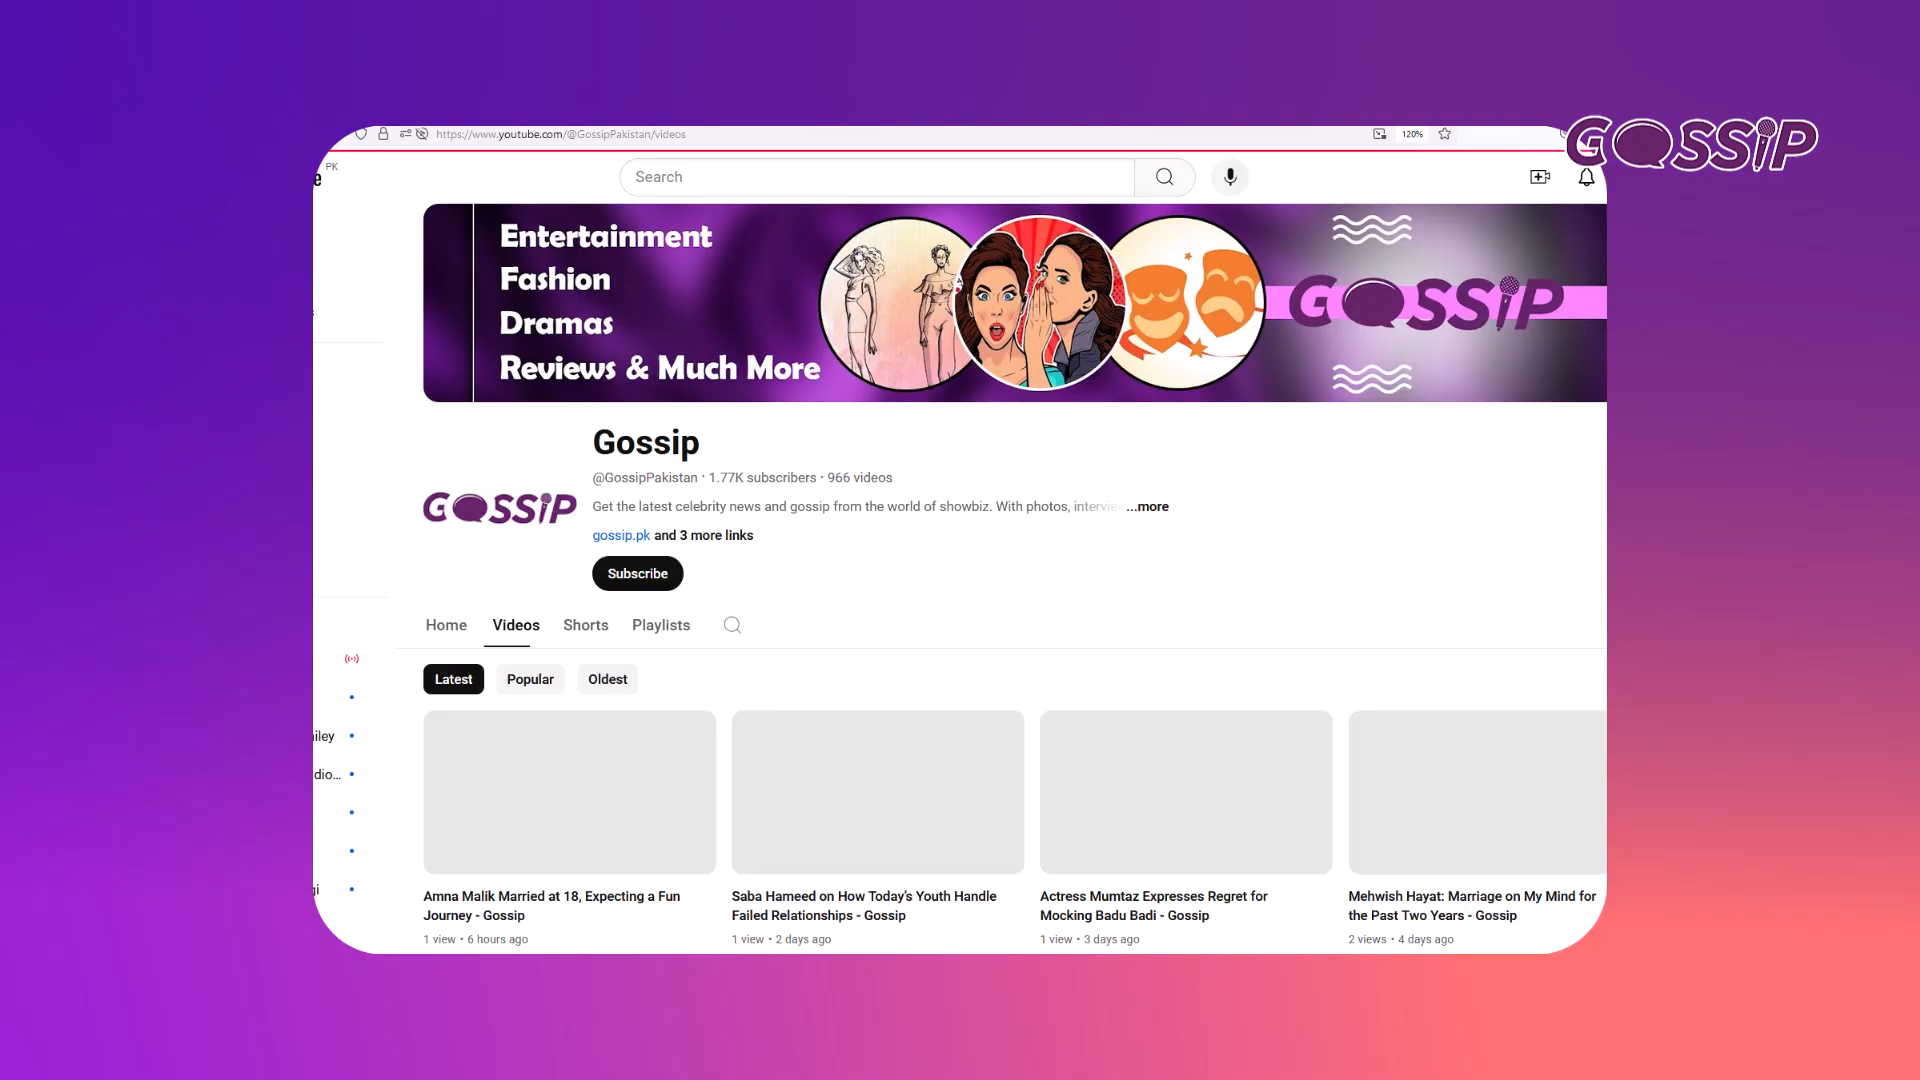 https://www.youtube.com/@GossipPakistan/videos
120%
GOSSIP
PK
e
Search
Entertainment
Fashion
Dramas
Reviews & Much More
GOSSIP
Gossip
@GossipPakistan · 1.77K subscribers · 966 videos
GOSSIP
Get the latest celebrity news and gossip from the world of showbiz. With photos, intervie ...more
gossip.pk and 3 more links
Subscribe
Home Videos Shorts Playlists
Latest Popular Oldest
iley
dio...
gi
Amna Malik Married at 18, Expecting a Fun
Journey - Gossip
1 view • 6 hours ago
Saba Hameed on How Today's Youth Handle
Failed Relationships - Gossip
1 view • 2 days ago
Actress Mumtaz Expresses Regret for
Mocking Badu Badi - Gossip
1 view • 3 days ago
Mehwish Hayat: Marriage on My Mind for
the Past Two Years - Gossip
2 views • 4 days ago